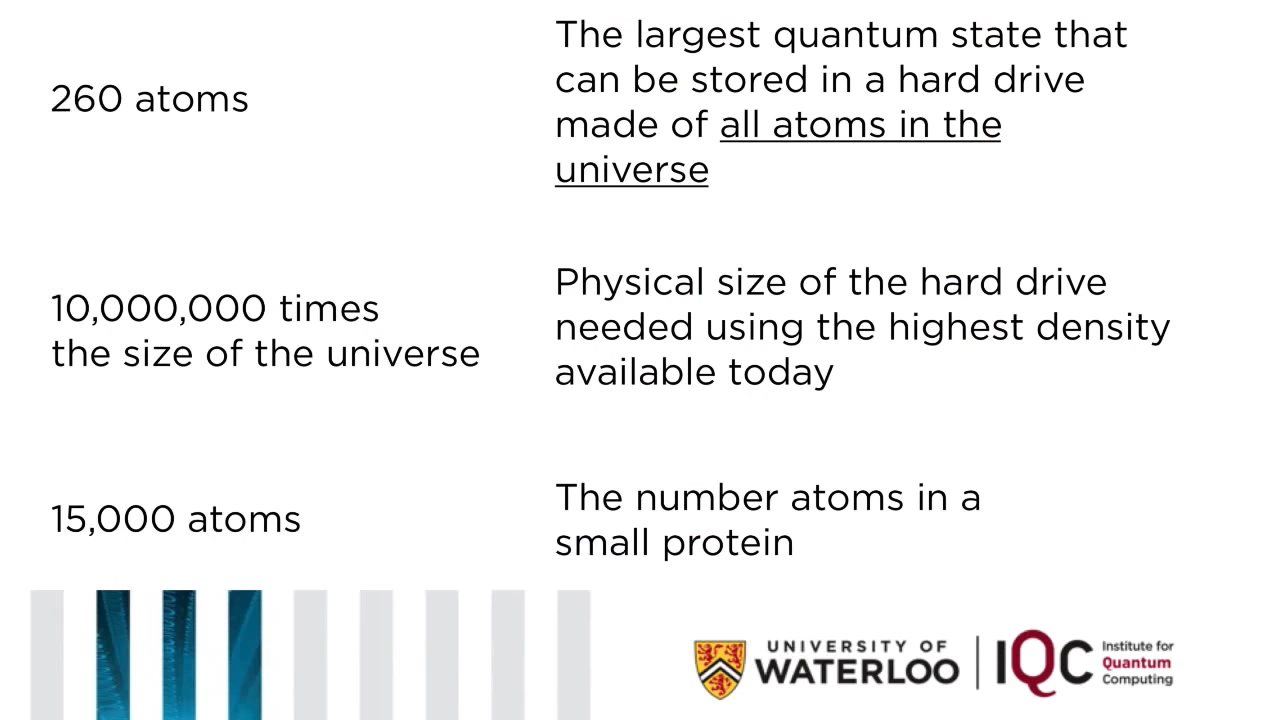 260 atoms
The largest quantum state that
can be stored in a hard drive
made of all atoms in the
universe
10,000,000 times
the size of the universe
Physical size of the hard drive
needed using the highest density
available today
15,000 atoms
The number atoms in a
small protein
UNIVERSITY OF
WATERLOO
IQC
Institute for
Quantum
Computing